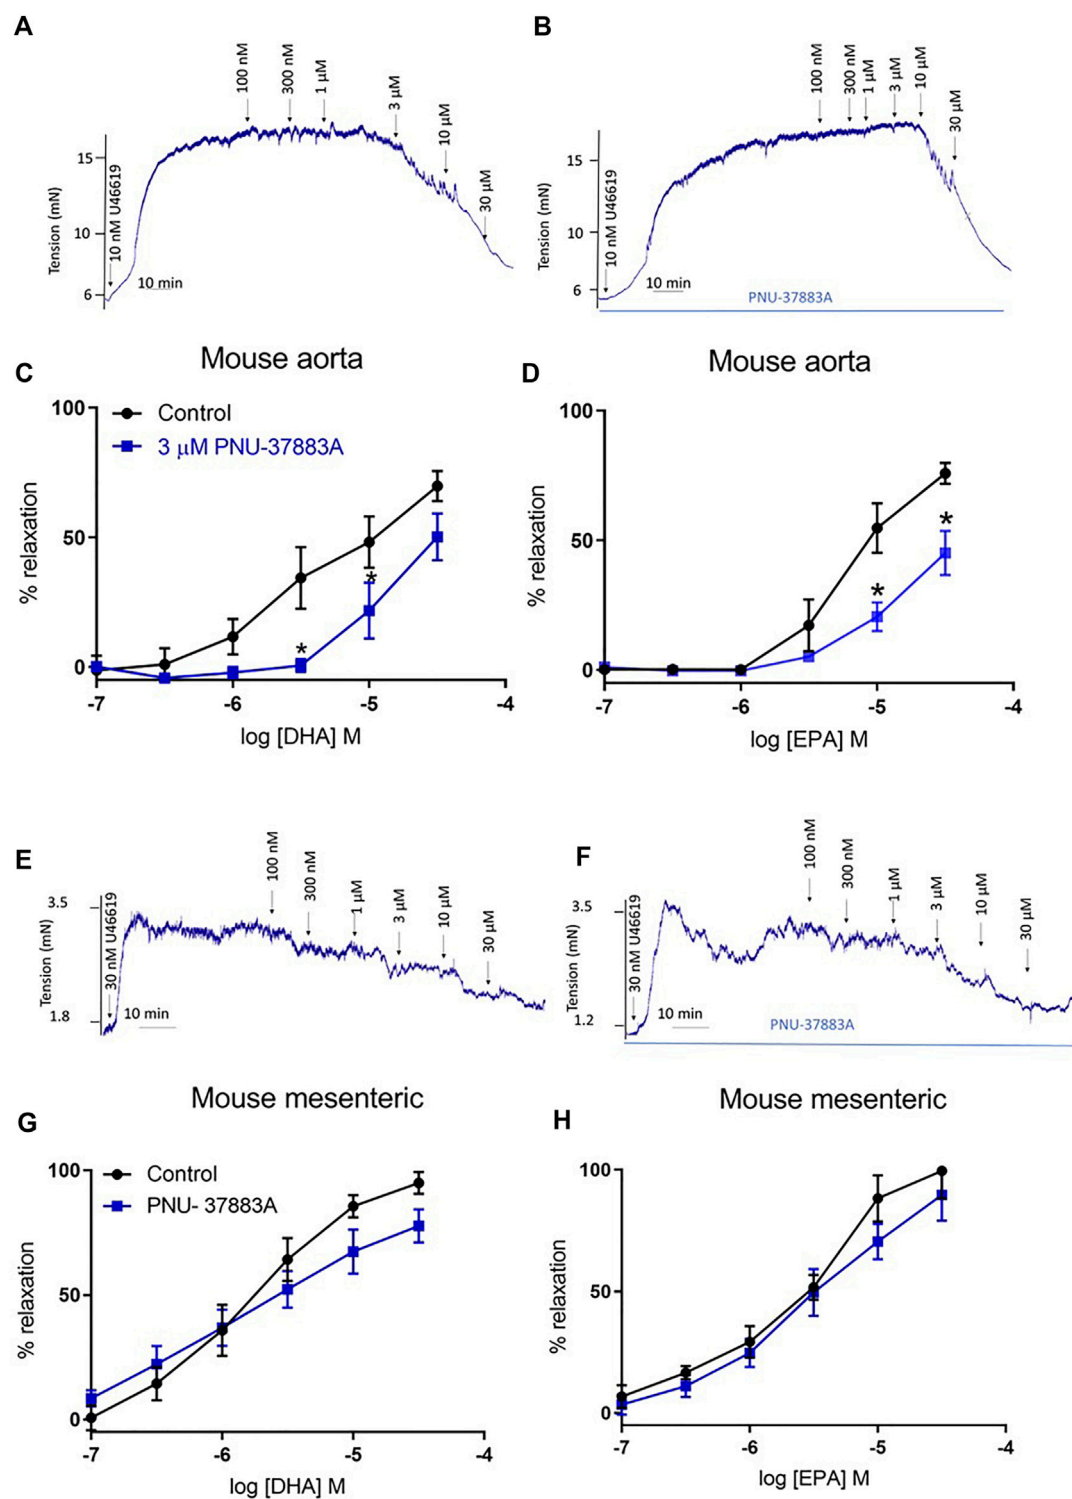 A
100 nM
300 nM
1 µM
3 µM
10 µM
30 µM
15
10
6
Tension (mN)
10 nM U46619
10 min
B
100 nM
300 nM
1 µM
3 µM
10 µM
30 µM
15
10
6
Tension (mN)
10 nM U46619
10 min
PNU-37883A
C
Mouse aorta
100
50
0
% relaxation
Control
3 µM PNU-37883A
*
*
-7
-6
-5
-4
log [DHA] M
D
Mouse aorta
100
50
0
% relaxation
*
*
-7
-6
-5
-4
log [EPA] M
E
100 nM
300 nM
1 µM
3 µM
10 µM
30 µM
3.5
1.8
Tension (mN)
30 nM U46619
10 min
F
100 nM
300 nM
1 µM
3 µM
10 µM
30 µM
3.5
1.2
Tension (mN)
30 nM U46619
10 min
PNU-37883A
G
Mouse mesenteric
100
50
0
% relaxation
Control
PNU- 37883A
-7
-6
-5
-4
log [DHA] M
H
Mouse mesenteric
100
50
0
% relaxation
-7
-6
-5
-4
log [EPA] M